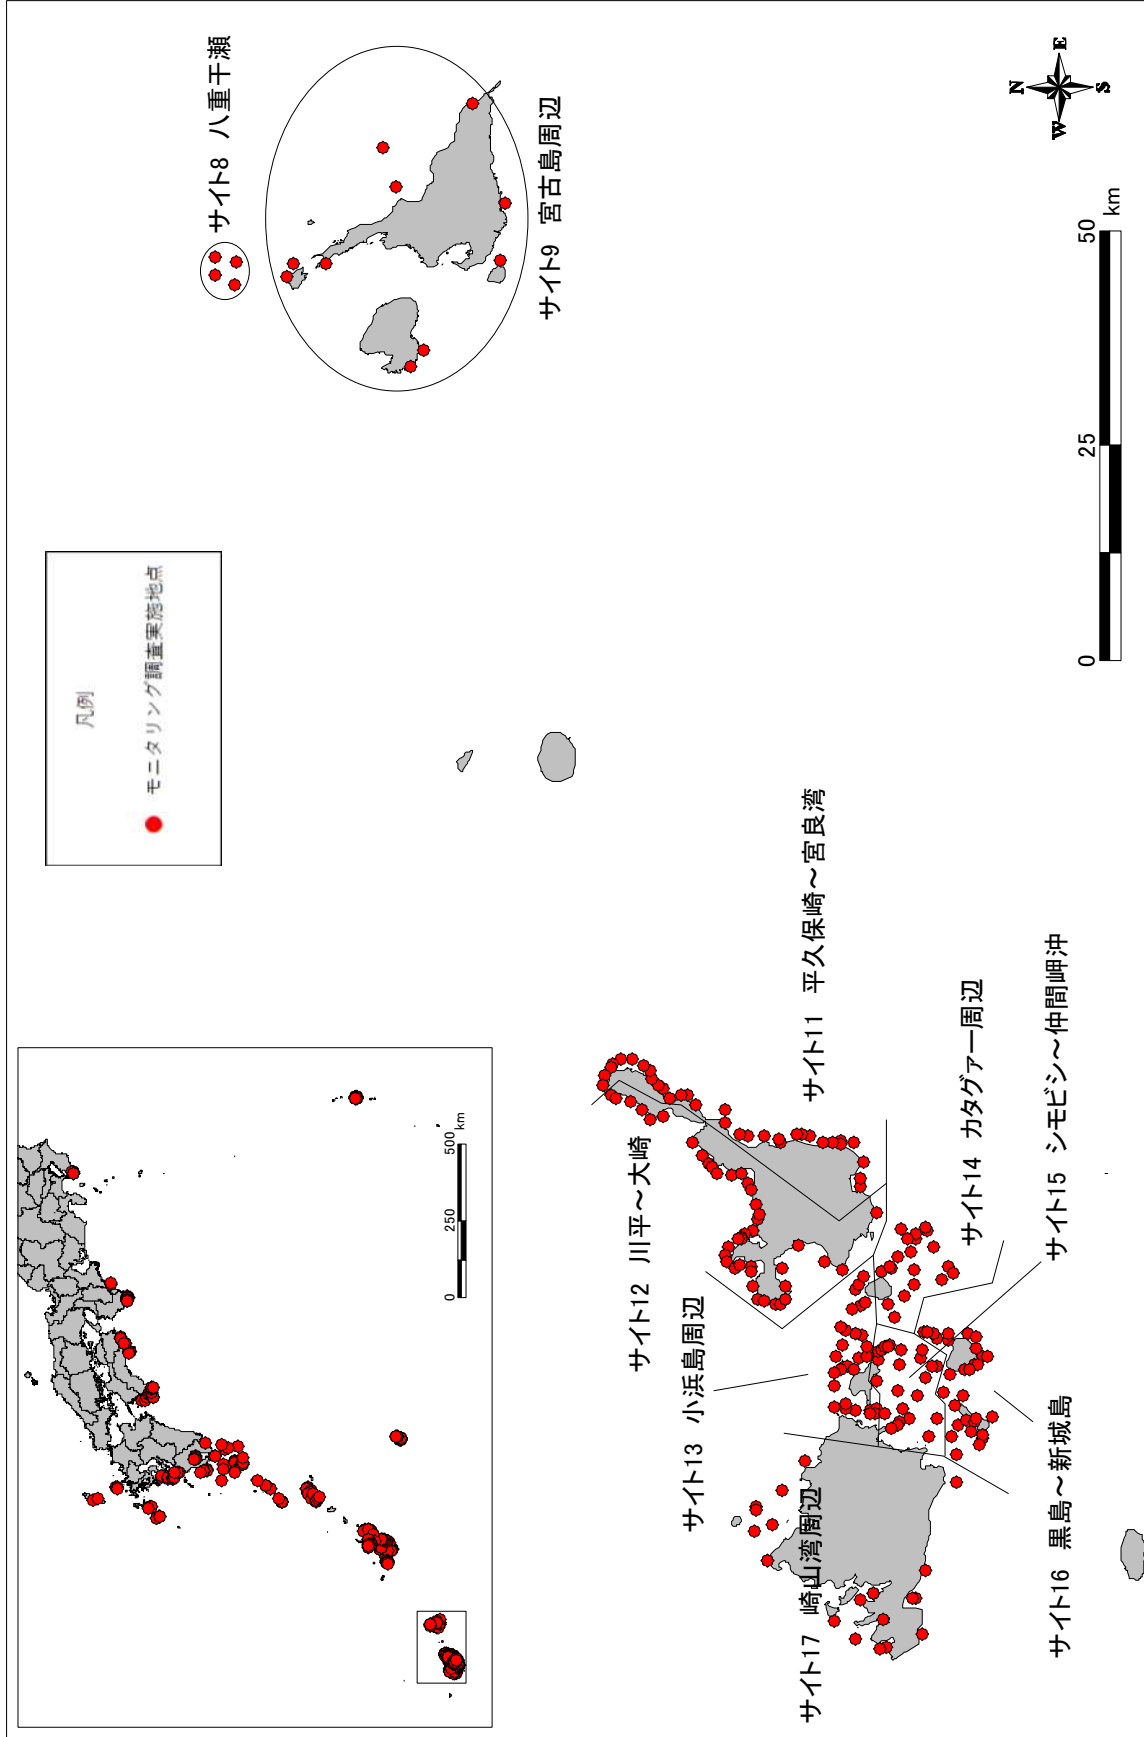 凡例
モニタリング調査実施地点
サイト8 八重干瀬
サイト9 宮古島周辺
N
W
E
S
0
25
50
km
0
250
500
km
サイト11 平久保崎～宮良湾
サイト12 川平～大崎
サイト13 小浜島周辺
サイト14 カタグァー周辺
サイト15 シモビシ～仲間岬沖
サイト16 黒島～新城島
サイト17 崎山湾周辺